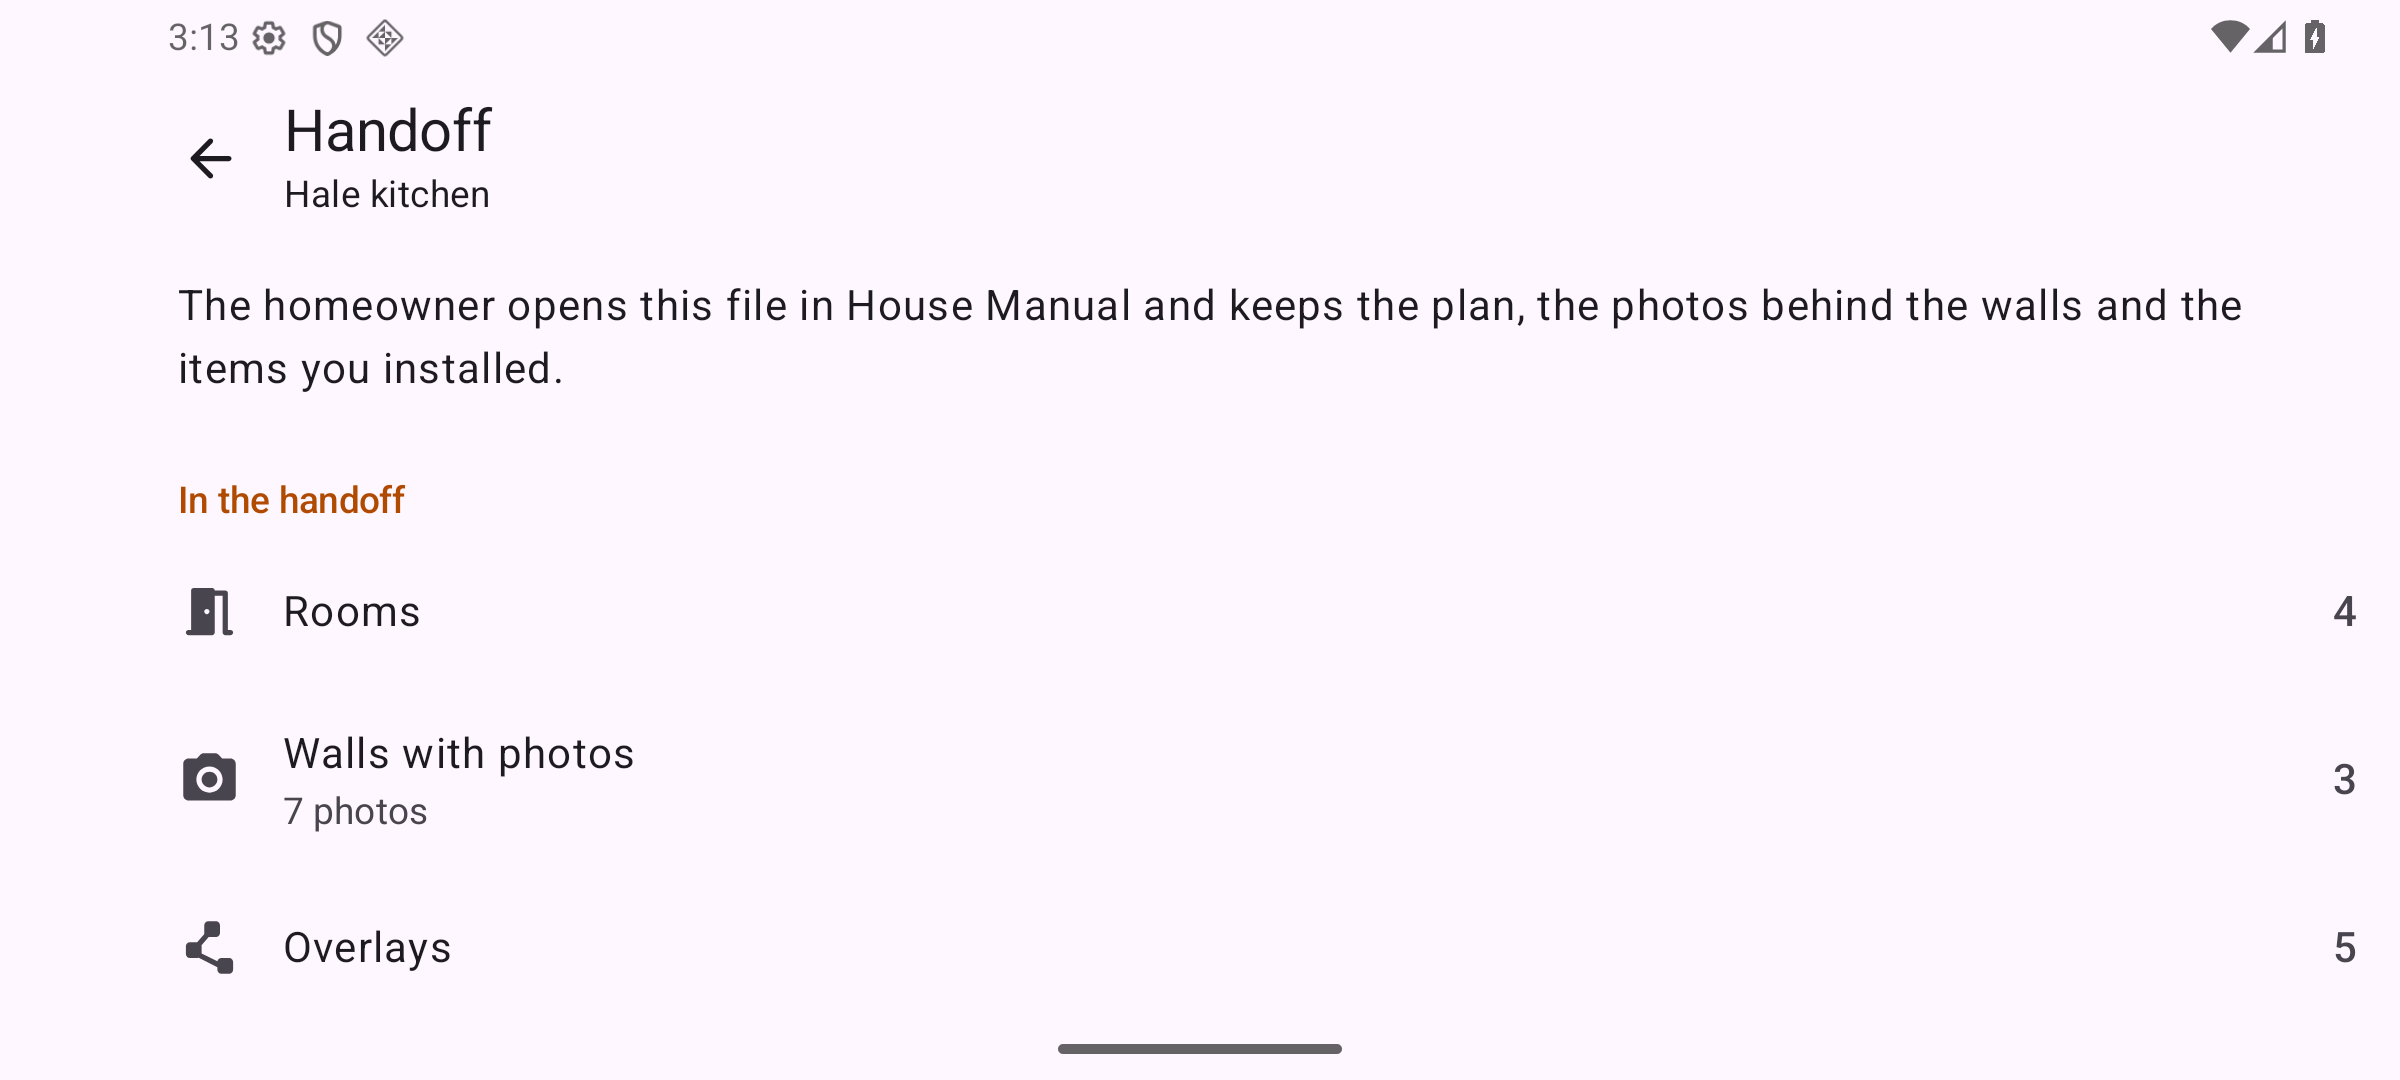 3:13
Handoff
Hale kitchen
The homeowner opens this file in House Manual and keeps the plan, the photos behind the walls and the
items you installed.
In the handoff
Rooms 4
Walls with photos 3
7 photos
Overlays 5